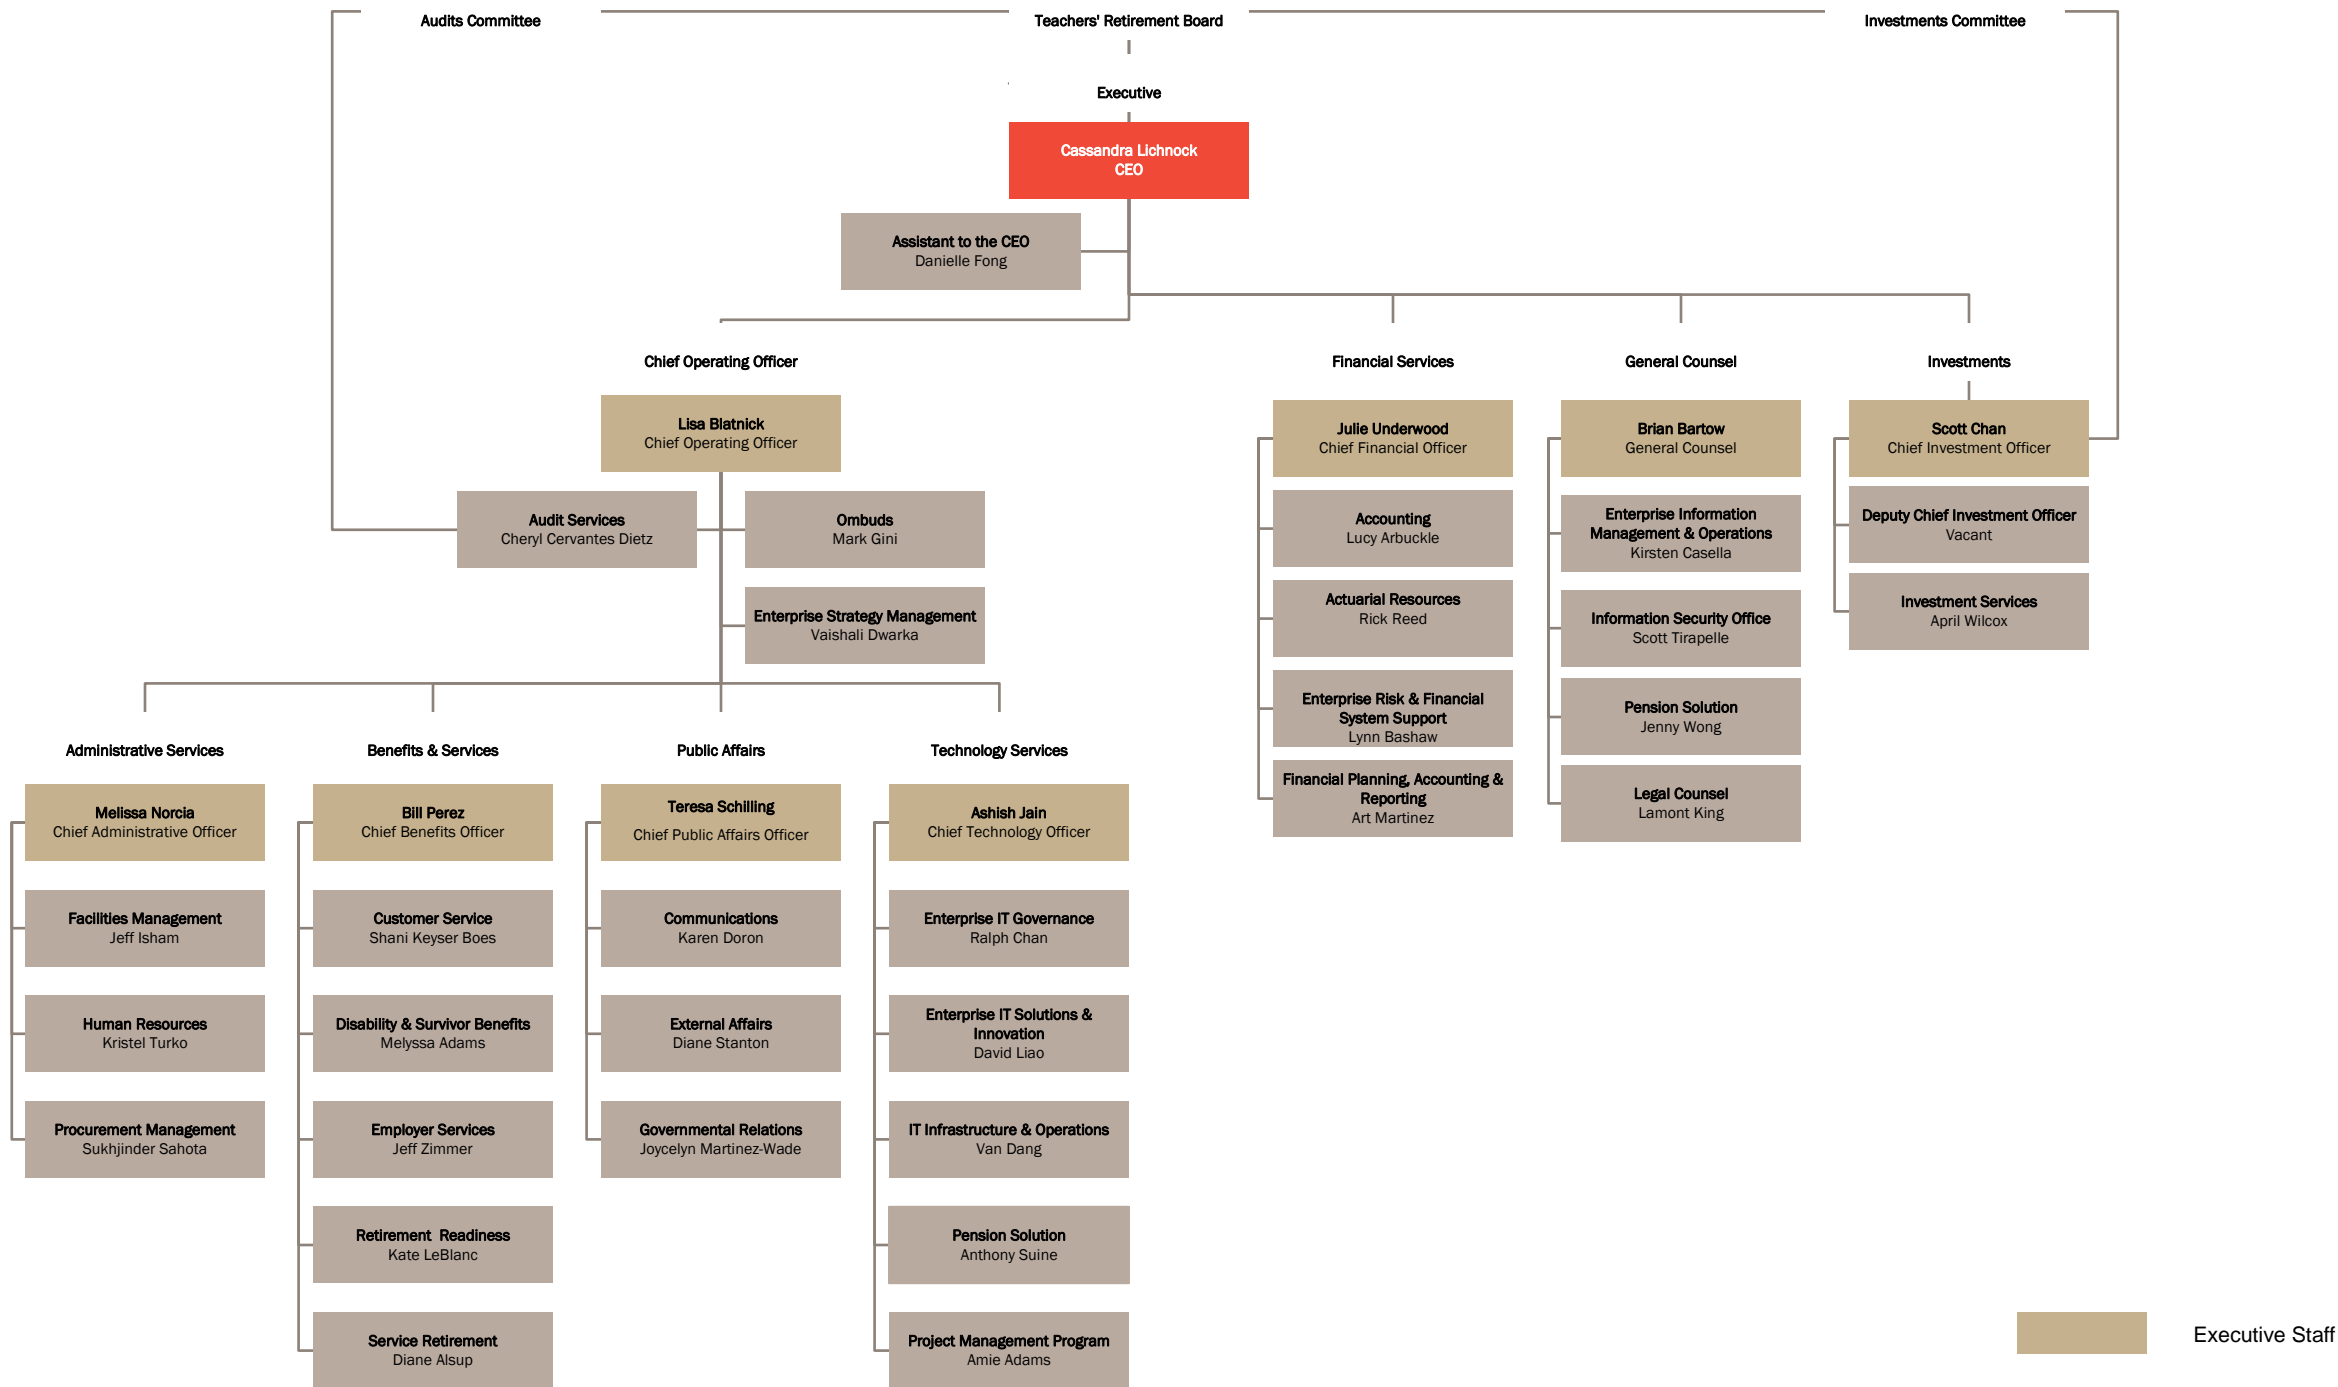 Audits Committee
Teachers' Retirement Board
Investments Committee
Executive
Cassandra Lichnock
CEO
Assistant to the CEO
Danielle Fong
Chief Operating Officer
Lisa Blatnick
Chief Operating Officer
Audit Services
Cheryl Cervantes Dietz
Ombuds
Mark Gini
Enterprise Strategy Management
Vaishali Dwarka
Financial Services
Julie Underwood
Chief Financial Officer
Accounting
Lucy Arbuckle
Actuarial Resources
Rick Reed
Enterprise Risk & Financial
System Support
Lynn Bashaw
Financial Planning, Accounting &
Reporting
Art Martinez
General Counsel
Brian Bartow
General Counsel
Enterprise Information
Management & Operations
Kirsten Casella
Information Security Office
Scott Tirapelle
Pension Solution
Jenny Wong
Legal Counsel
Lamont King
Investments
Scott Chan
Chief Investment Officer
Deputy Chief Investment Officer
Vacant
Investment Services
April Wilcox
Administrative Services
Melissa Norcia
Chief Administrative Officer
Facilities Management
Jeff Isham
Human Resources
Kristel Turko
Procurement Management
Sukhjinder Sahota
Benefits & Services
Bill Perez
Chief Benefits Officer
Customer Service
Shani Keyser Boes
Disability & Survivor Benefits
Melyssa Adams
Employer Services
Jeff Zimmer
Retirement  Readiness
Kate LeBlanc
Service Retirement
Diane Alsup
Public Affairs
Teresa Schilling
Chief Public Affairs Officer
Communications
Karen Doron
External Affairs
Diane Stanton
Governmental Relations
Joycelyn Martinez-Wade
Technology Services
Ashish Jain
Chief Technology Officer
Enterprise IT Governance
Ralph Chan
Enterprise IT Solutions &
Innovation
David Liao
IT Infrastructure & Operations
Van Dang
Pension Solution
Anthony Suine
Project Management Program
Amie Adams
Executive Staff